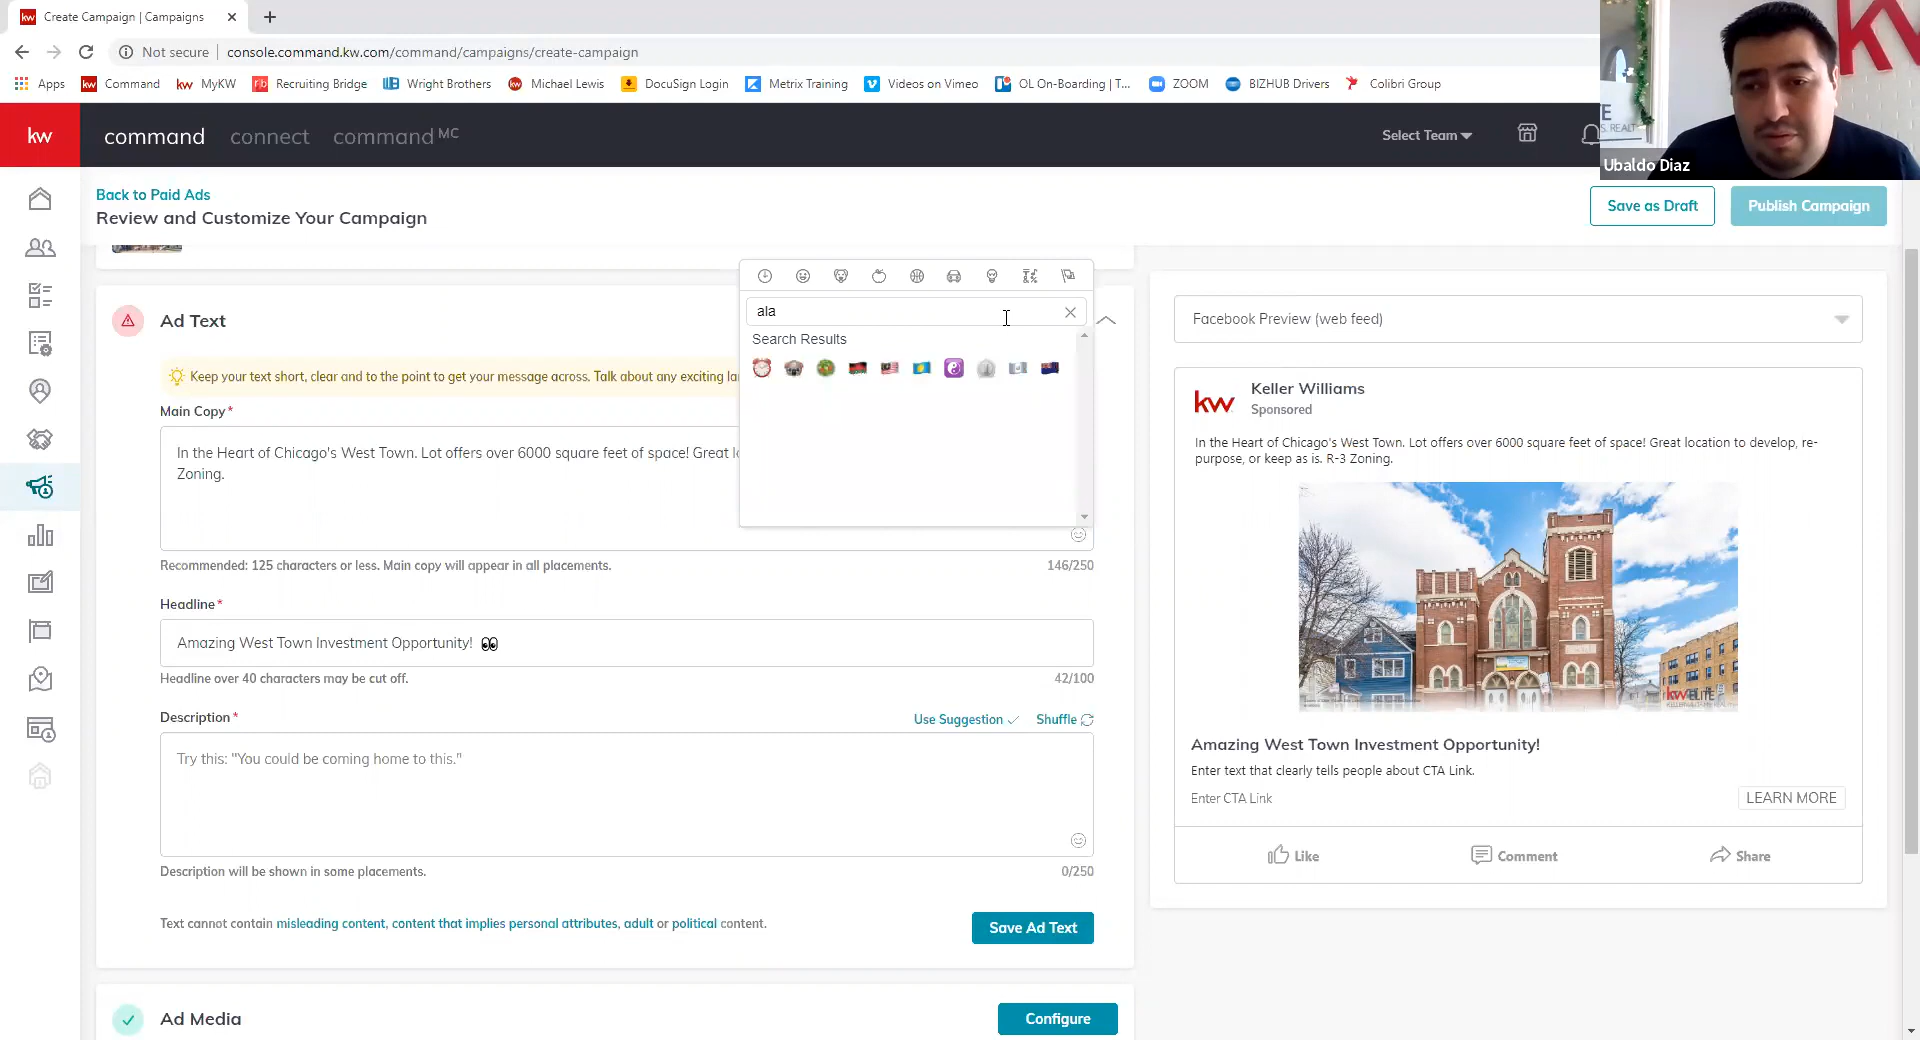 Create Campaign | Campaigns
Not secure
console.command.kw.com/command/campaigns/create-campaign
Apps
Command
MyKW
Recruiting Bridge
Wright Brothers
Michael Lewis
DocuSign Login
Metrix Training
Videos on Vimeo
OL On-Boarding | T...
ZOOM
BIZHUB Drivers
Colibri Group
kw
command
connect
command MC
Select Team
Ubaldo Diaz
Back to Paid Ads
Review and Customize Your Campaign
Save as Draft
Publish Campaign
Ad Text
Keep your text short, clear and to the point to get your message across. Talk about any exciting
Main Copy*
In the Heart of Chicago's West Town. Lot offers over 6000 square feet of space! Great
Zoning.
Recommended: 125 characters or less. Main copy will appear in all placements.
146/250
ala
Search Results
Headline*
Amazing West Town Investment Opportunity! 👀
Headline over 40 characters may be cut off.
42/100
Description*
Use Suggestion
Shuffle
Try this: "You could be coming home to this."
Description will be shown in some placements.
0/250
Text cannot contain misleading content, content that implies personal attributes, adult or political content.
Save Ad Text
Ad Media
Configure
Facebook Preview (web feed)
kw
Keller Williams
Sponsored
In the Heart of Chicago's West Town. Lot offers over 6000 square feet of space! Great location to develop, re-
purpose, or keep as is. R-3 Zoning.
kw ELITE
Amazing West Town Investment Opportunity!
Enter text that clearly tells people about CTA Link.
Enter CTA Link
LEARN MORE
Like
Comment
Share